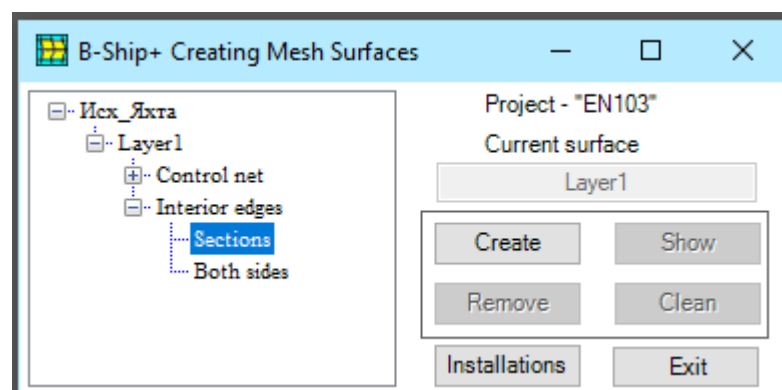 B-Ship+ Creating Mesh Surfaces
Исх_Яхта
Layer1
Control net
Interior edges
Sections
Both sides
Project - "EN103"
Current surface
Layer1
Create
Show
Remove
Clean
Installations
Exit